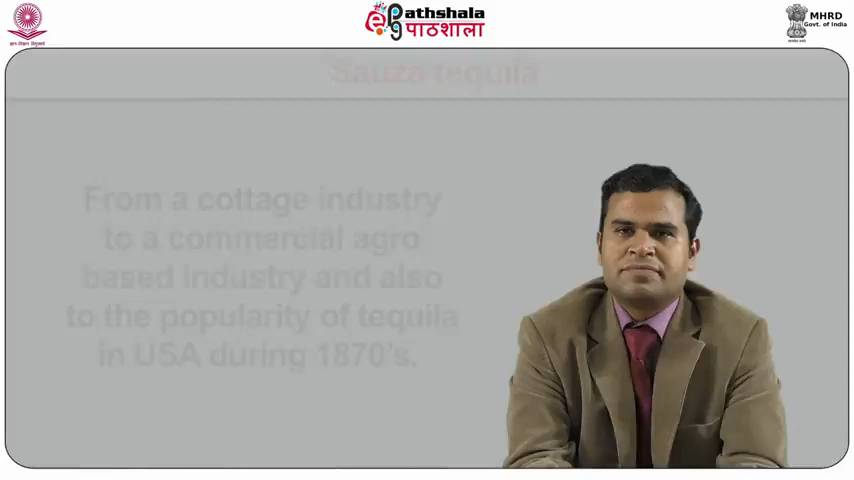 ePathshala
पाठशाला
MHRD
Govt. of India
Sauza tequila
From a cottage industry
to a commercial agro
based industry and also
to the popularity of tequila
in USA during 1870's.